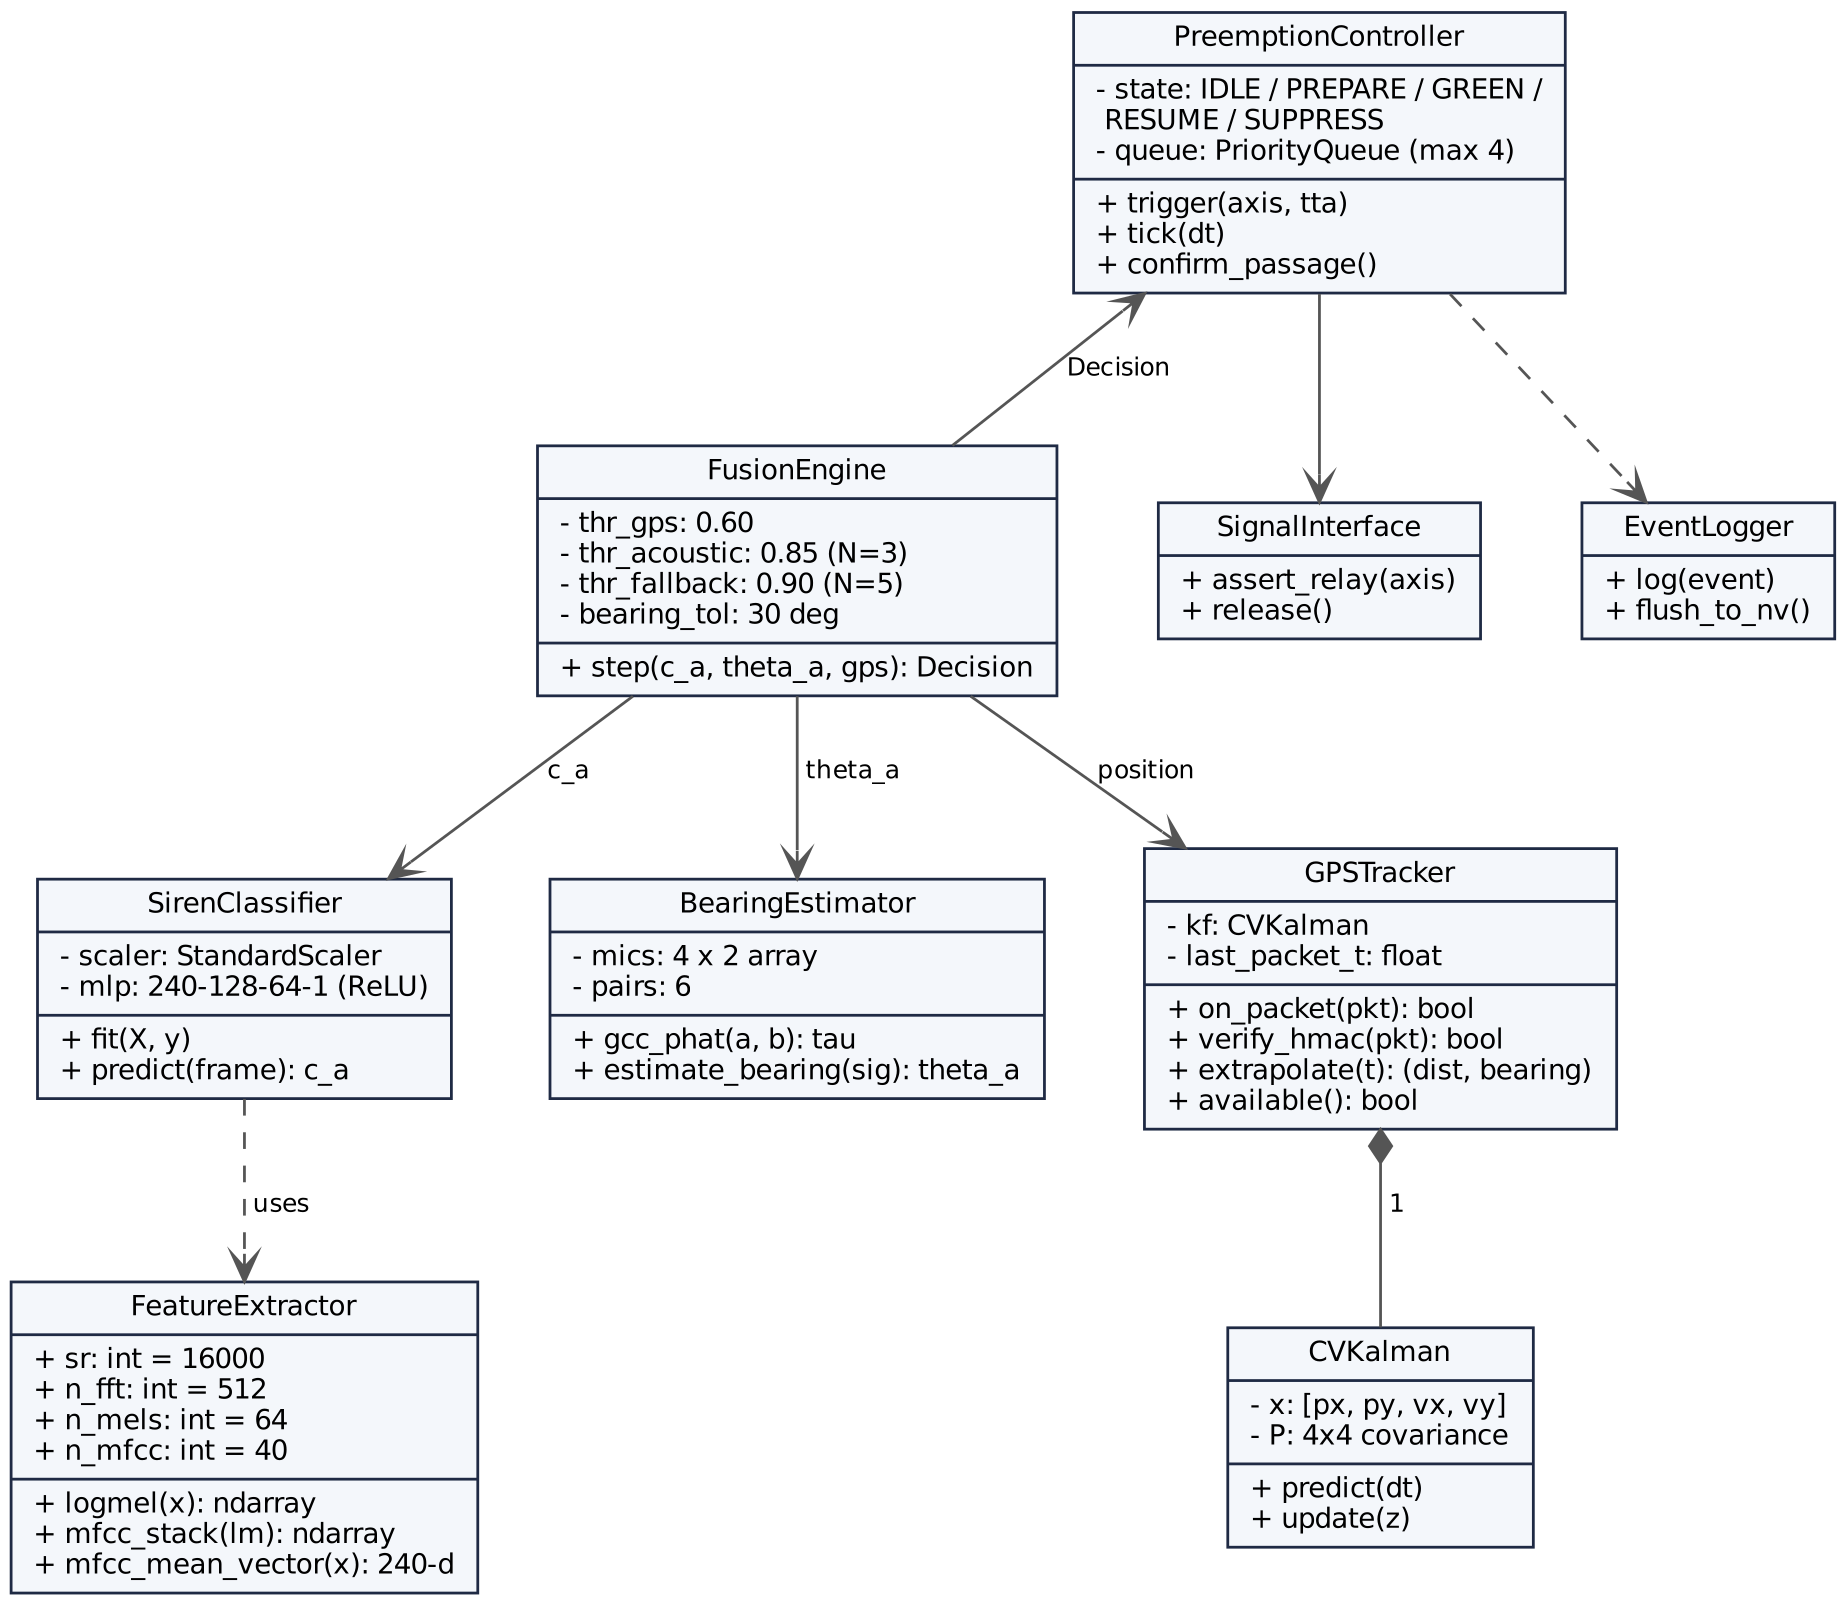 PreemptionController
- state: IDLE / PREPARE / GREEN /
RESUME / SUPPRESS
- queue: PriorityQueue (max 4)
+ trigger(axis, tta)
+ tick(dt)
+ confirm_passage()
Decision
FusionEngine
- thr_gps: 0.60
- thr_acoustic: 0.85 (N=3)
- thr_fallback: 0.90 (N=5)
- bearing_tol: 30 deg
+ step(c_a, theta_a, gps): Decision
SignalInterface
+ assert_relay(axis)
+ release()
EventLogger
+ log(event)
+ flush_to_nv()
c_a
theta_a
position
SirenClassifier
- scaler: StandardScaler
- mlp: 240-128-64-1 (ReLU)
+ fit(X, y)
+ predict(frame): c_a
BearingEstimator
- mics: 4 x 2 array
- pairs: 6
+ gcc_phat(a, b): tau
+ estimate_bearing(sig): theta_a
GPSTracker
- kf: CVKalman
- last_packet_t: float
+ on_packet(pkt): bool
+ verify_hmac(pkt): bool
+ extrapolate(t): (dist, bearing)
+ available(): bool
uses
1
FeatureExtractor
+ sr: int = 16000
+ n_fft: int = 512
+ n_mels: int = 64
+ n_mfcc: int = 40
+ logmel(x): ndarray
+ mfcc_stack(lm): ndarray
+ mfcc_mean_vector(x): 240-d
CVKalman
- x: [px, py, vx, vy]
- P: 4x4 covariance
+ predict(dt)
+ update(z)